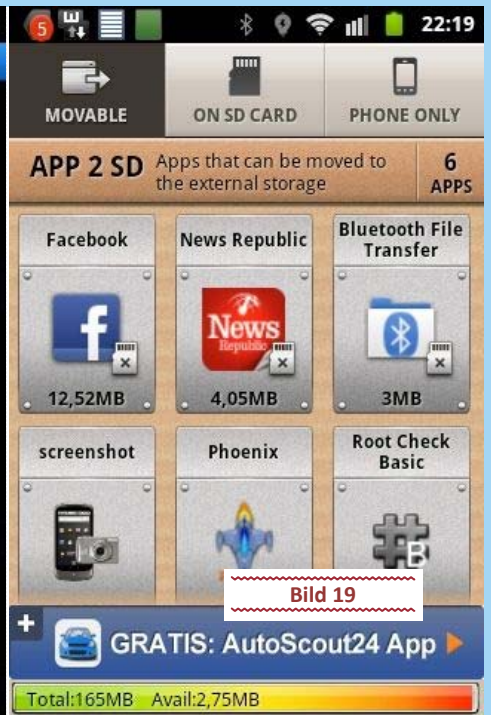 5
22:19
MOVABLE
ON SD CARD
PHONE ONLY
APP 2 SD
Apps that can be moved to
the external storage
6
APPS
Facebook
News Republic
Bluetooth File
Transfer
f
News
Republic
12,52MB
4,05MB
3MB
screenshot
Phoenix
Root Check
Basic
#
B
Bild 19
+
GRATIS: AutoScout24 App
Total:165MB Avail:2,75MB